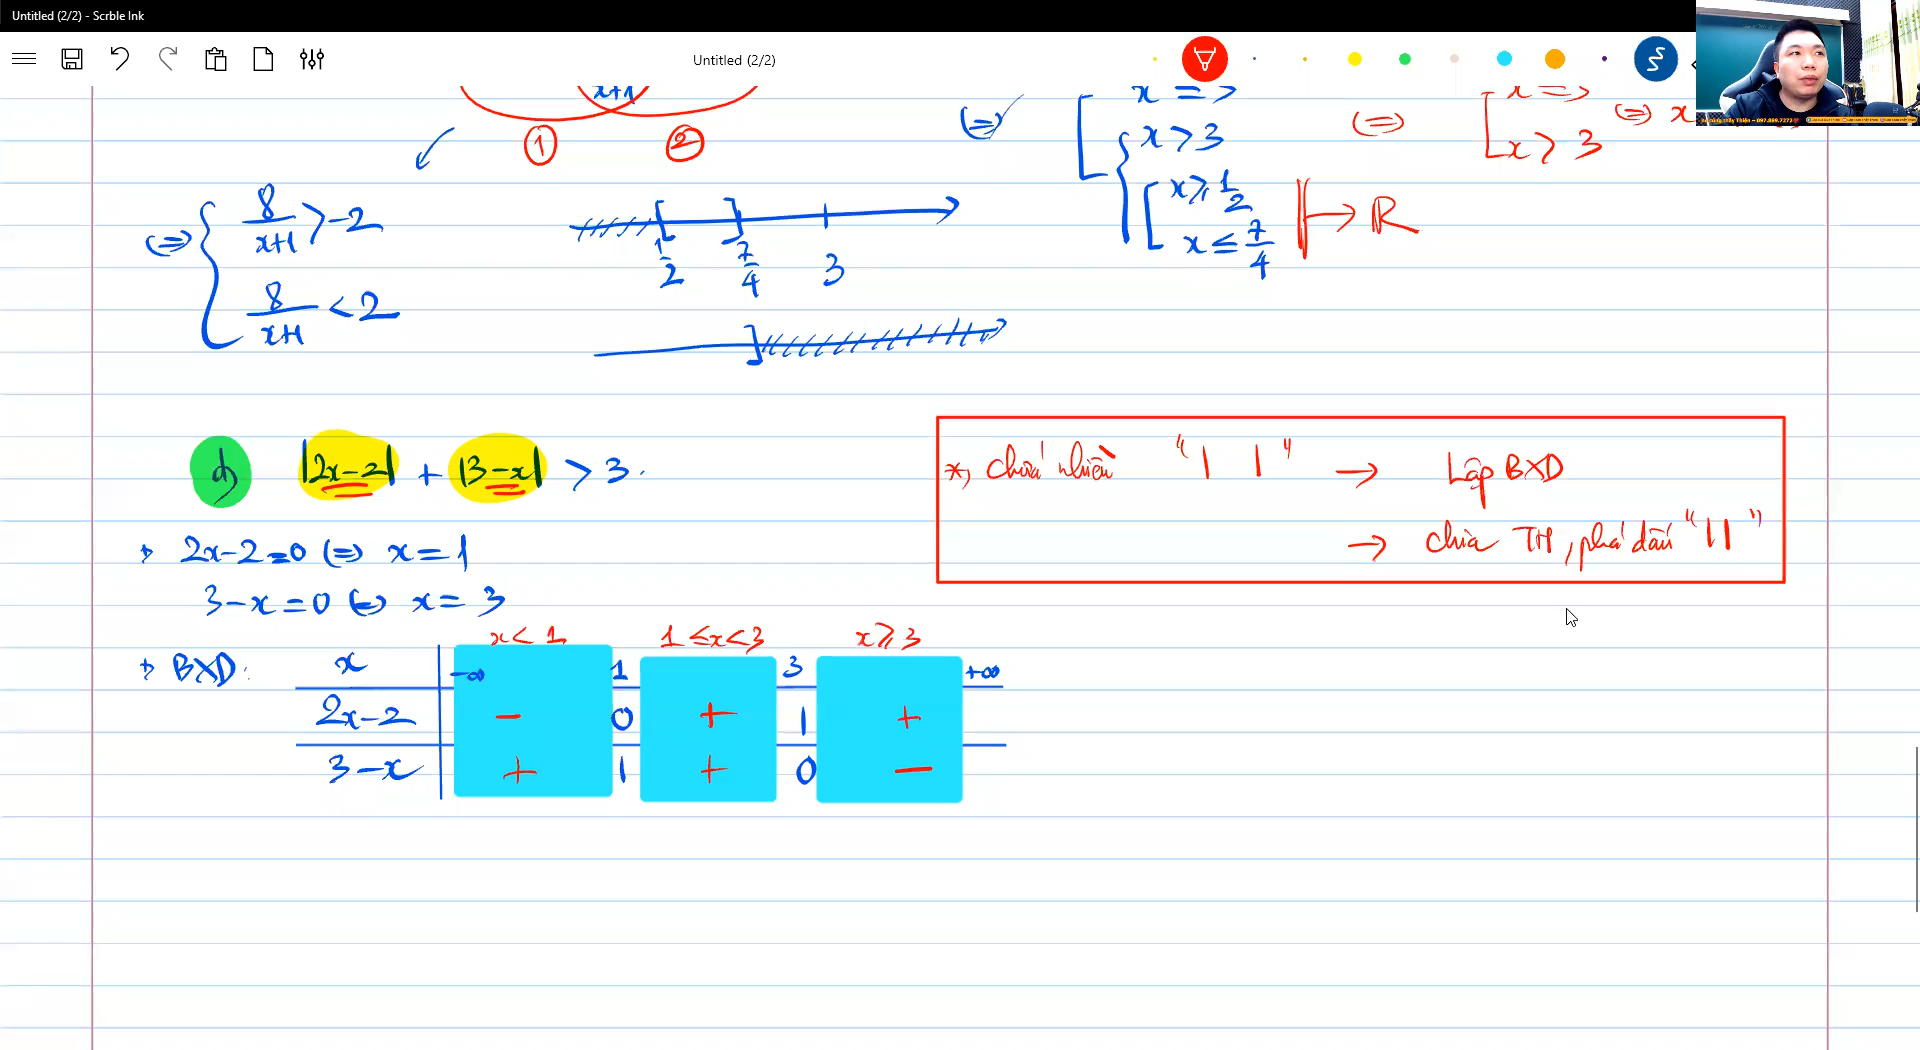 Untitled (2/2) - Scrble Ink
Untitled (2/2)
x+1
① ②
(=) [ x =>
{ x > 3
[ x ⩾ 1/2
x ≤ 7/4 → R
(=) [ x =>
x > 3
(=) x
(=) { 8/(x+1) > -2
8/(x+1) < 2
1/2 7/4 3
d) |2x-2| + |3-x| > 3.
*, chứa nhiều "| |" → Lập BXD
→ chia TH, phá dấu "| |"
+ 2x-2=0 (=) x=1
3-x=0 (=) x=3
x<1 1≤x<3 x⩾3
+ BXD: x -∞ 1 3 +∞
2x-2 - 0 + | +
3-x + | + 0 -